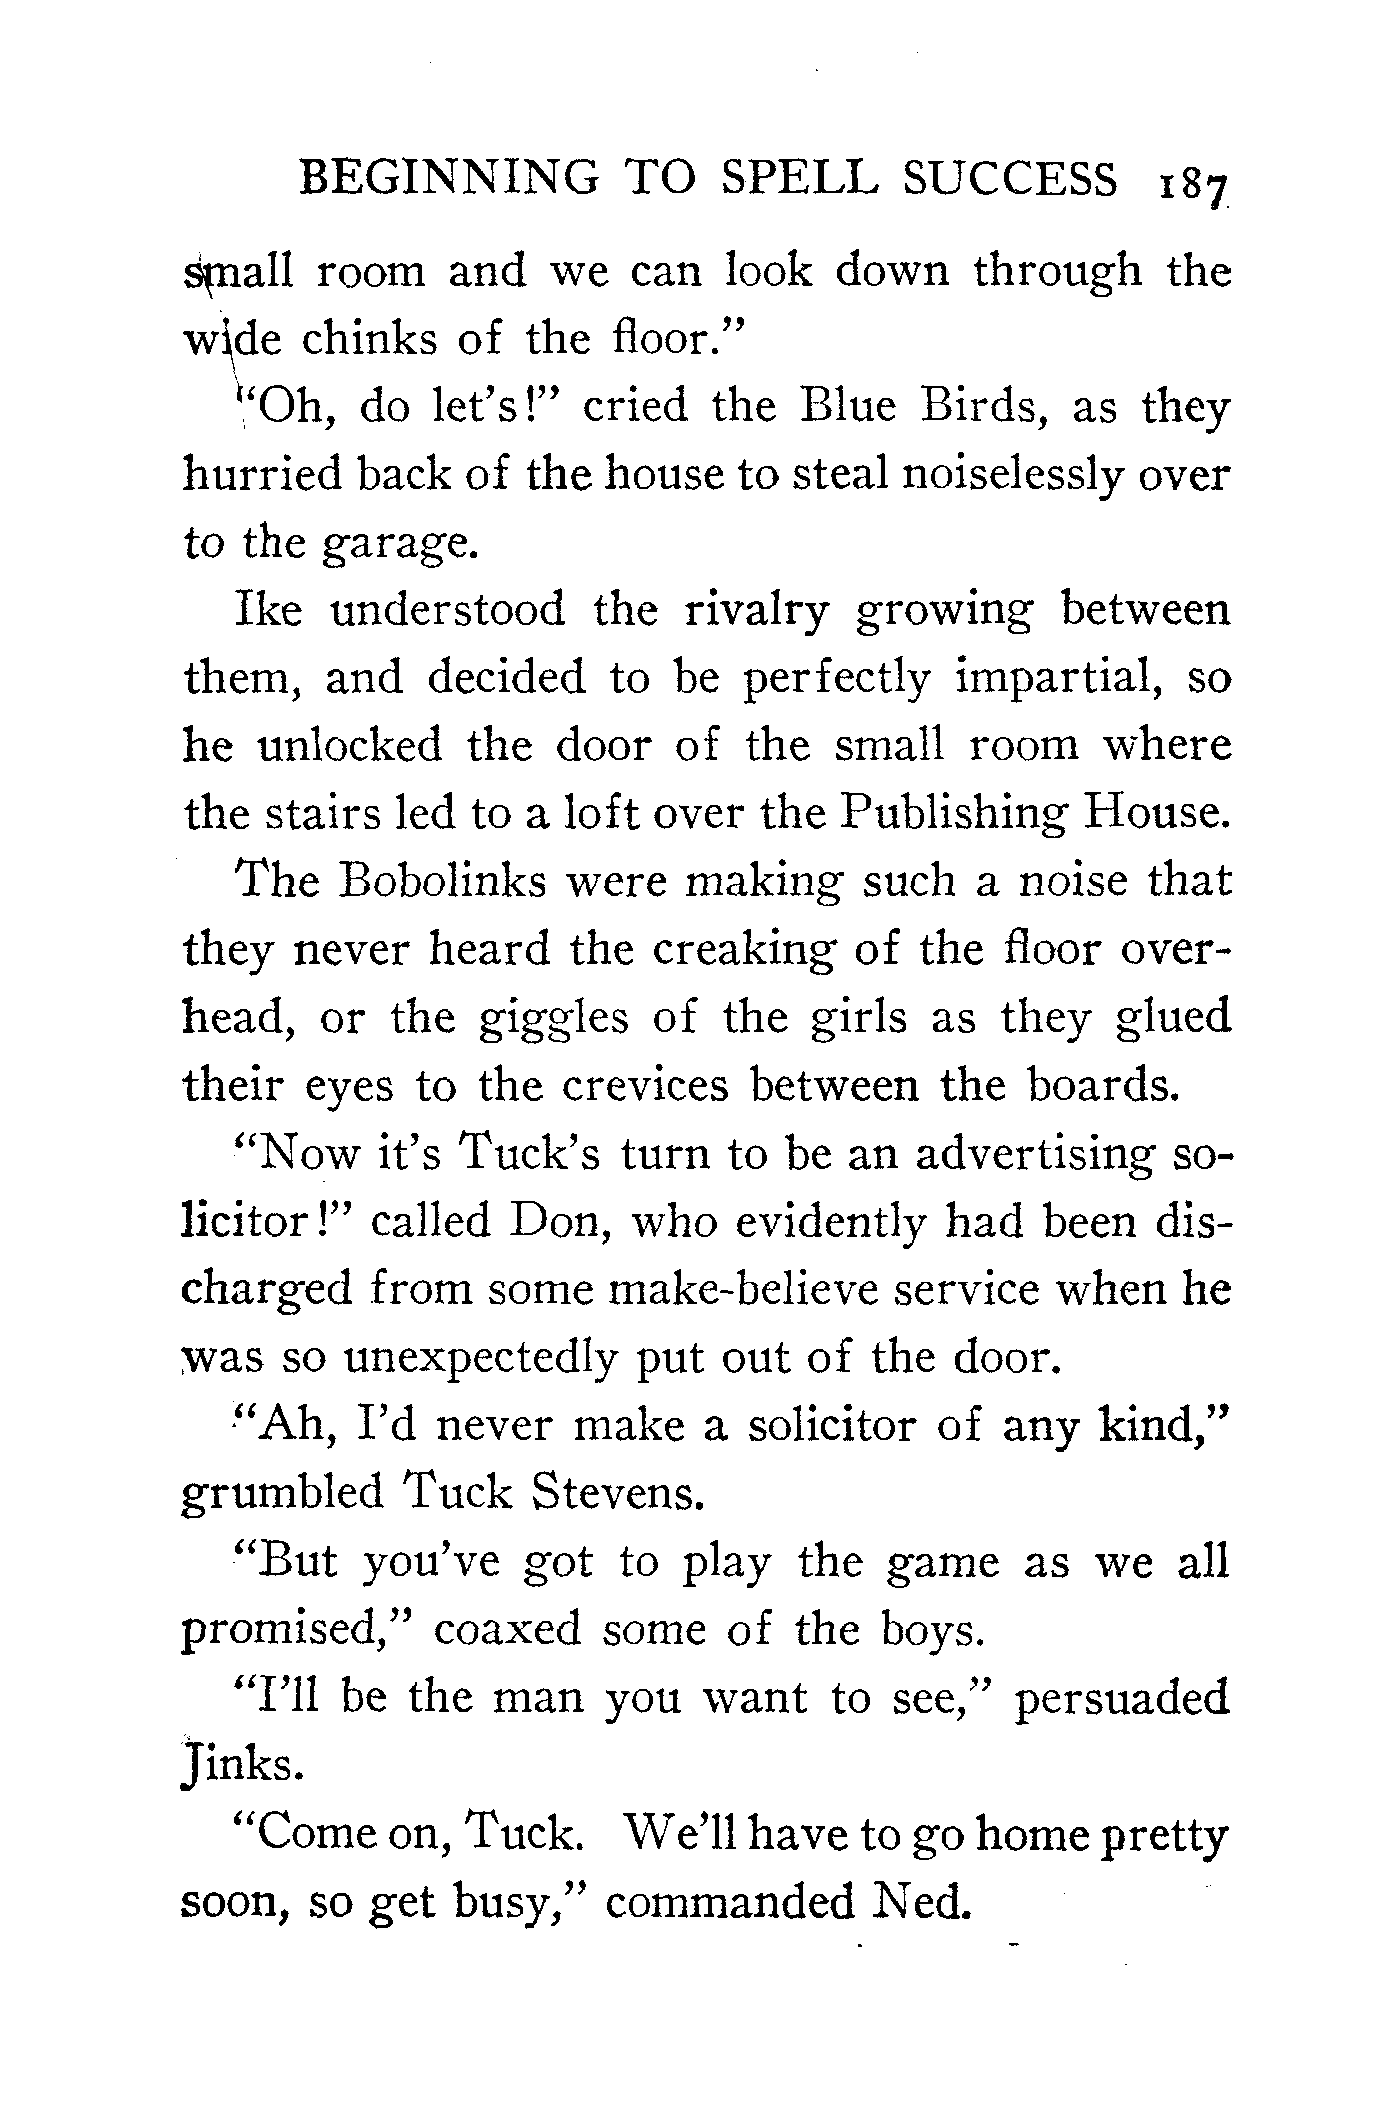 BEGINNING TO SPELL SUCCESS 187
small room and we can look down through the
wide chinks of the floor.”
“Oh, do let’s!” cried the Blue Birds, as they
hurried back of the house to steal noiselessly over
to the garage.
Ike understood the rivalry growing between
them, and decided to be perfectly impartial, so
he unlocked the door of the small room where
the stairs led to a loft over the Publishing House.
The Bobolinks were making such a noise that
they never heard the creaking of the floor over-
head, or the giggles of the girls as they glued
their eyes to the crevices between the boards.
“Now it’s Tuck’s turn to be an advertising so-
licitor!” called Don, who evidently had been dis-
charged from some make-believe service when he
was so unexpectedly put out of the door.
“Ah, I’d never make a solicitor of any kind,”
grumbled Tuck Stevens.
“But you’ve got to play the game as we all
promised,” coaxed some of the boys.
“I’ll be the man you want to see,” persuaded
Jinks.
“Come on, Tuck. We’ll have to go home pretty
soon, so get busy,” commanded Ned.